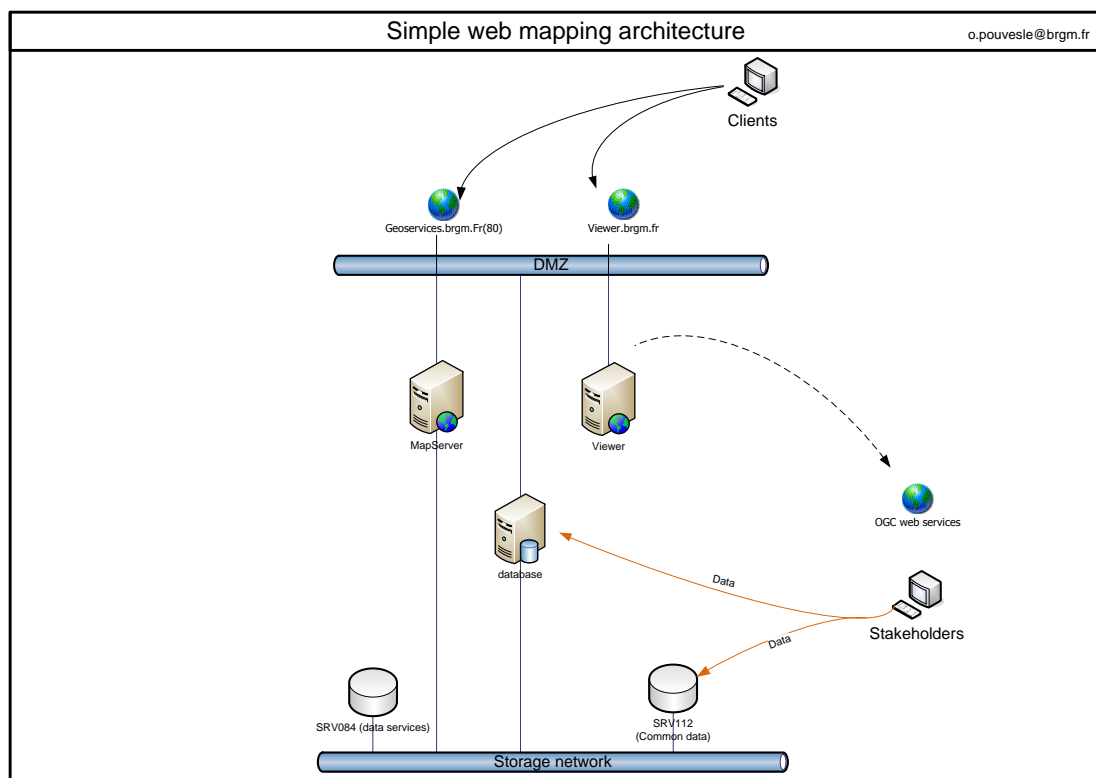 Simple web mapping architecture
o.pouvesle@brgm.fr
Clients
Geoservices.brgm.Fr(80)
Viewer.brgm.fr
DMZ
MapServer
Viewer
OGC web services
database
Data
Stakeholders
Data
SRV084 (data services)
SRV112
(Common data)
Storage network